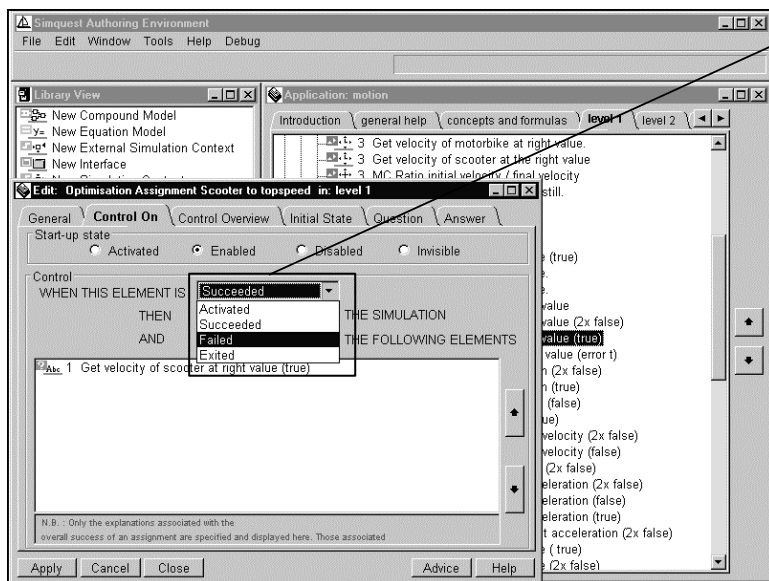 Simquest Authoring Environment
File Edit Window Tools Help Debug
Library View
New Compound Model
New Equation Model
New External Simulation Context
New Interface
Application: motion
Introduction general help concepts and formulas level 1 level 2
3 Get velocity of motorbike at right value.
3 Get velocity of scooter at the right value
3 MC Ratio initial velocity / final velocity
still.
Edit: Optimisation Assignment Scooter to topspeed in: level 1
General Control On Control Overview Initial State Question Answer
Start-up state
Activated Enabled Disabled Invisible
Control
WHEN THIS ELEMENT IS Succeeded
Activated
Succeeded
Failed
Exited
THEN THE SIMULATION
AND THE FOLLOWING ELEMENTS
Abc 1 Get velocity of scooter at right value (true)
N.B. : Only the explanations associated with the
overall success of an assignment are specified and displayed here. Those associated
Apply Cancel Close Advice Help
(true)
value
value (2x false)
value (true)
value (error t)
(2x false)
(true)
(false)
velocity (2x false)
velocity (false)
(2x false)
eleration (2x false)
eleration (false)
eleration (true)
t acceleration (2x false)
( true)
(2x false)